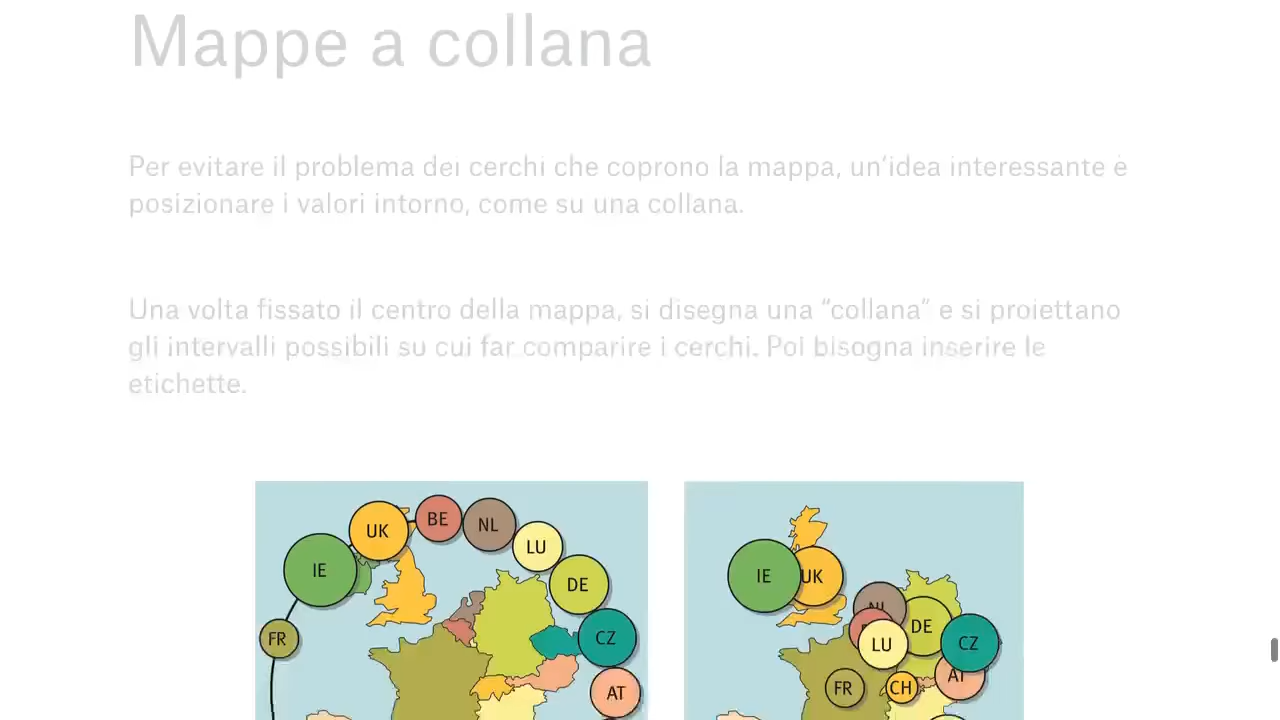 Mappe a collana
Per evitare il problema dei cerchi che coprono la mappa, un'idea interessante è
posizionare i valori intorno, come su una collana.
Una volta fissato il centro della mappa, si disegna una “collana” e si proiettano
gli intervalli possibili su cui far comparire i cerchi. Poi bisogna inserire le
etichette.
UK BE NL LU DE CZ AT IE FR
IE UK NL DE LU CZ AT FR CH